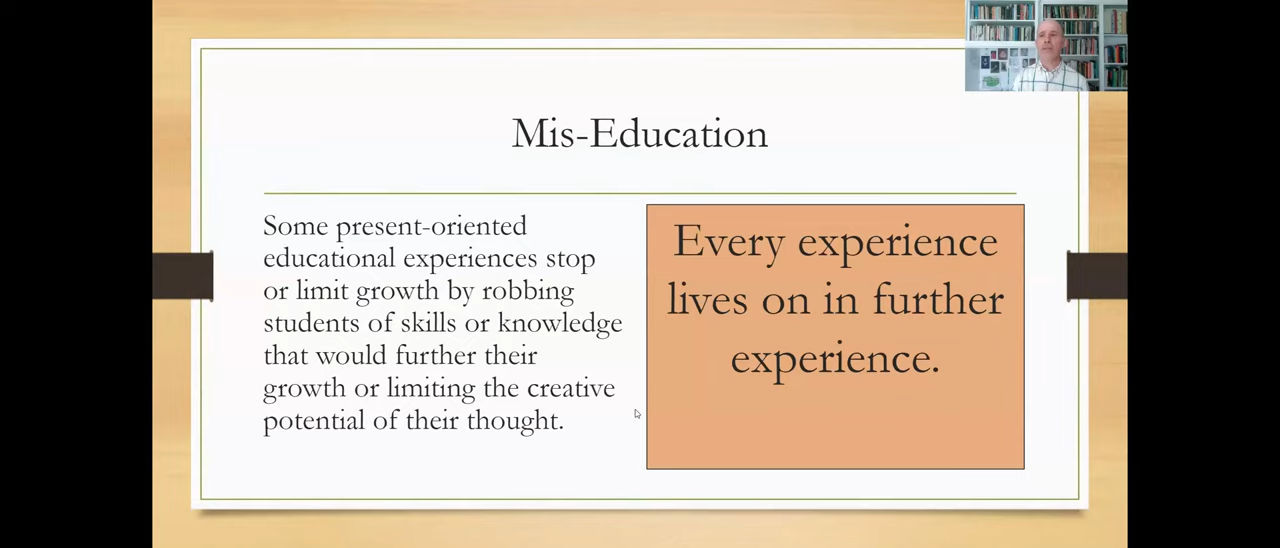 Mis-Education
Some present-oriented
educational experiences stop
or limit growth by robbing
students of skills or knowledge
that would further their
growth or limiting the creative
potential of their thought.
Every experience
lives on in further
experience.